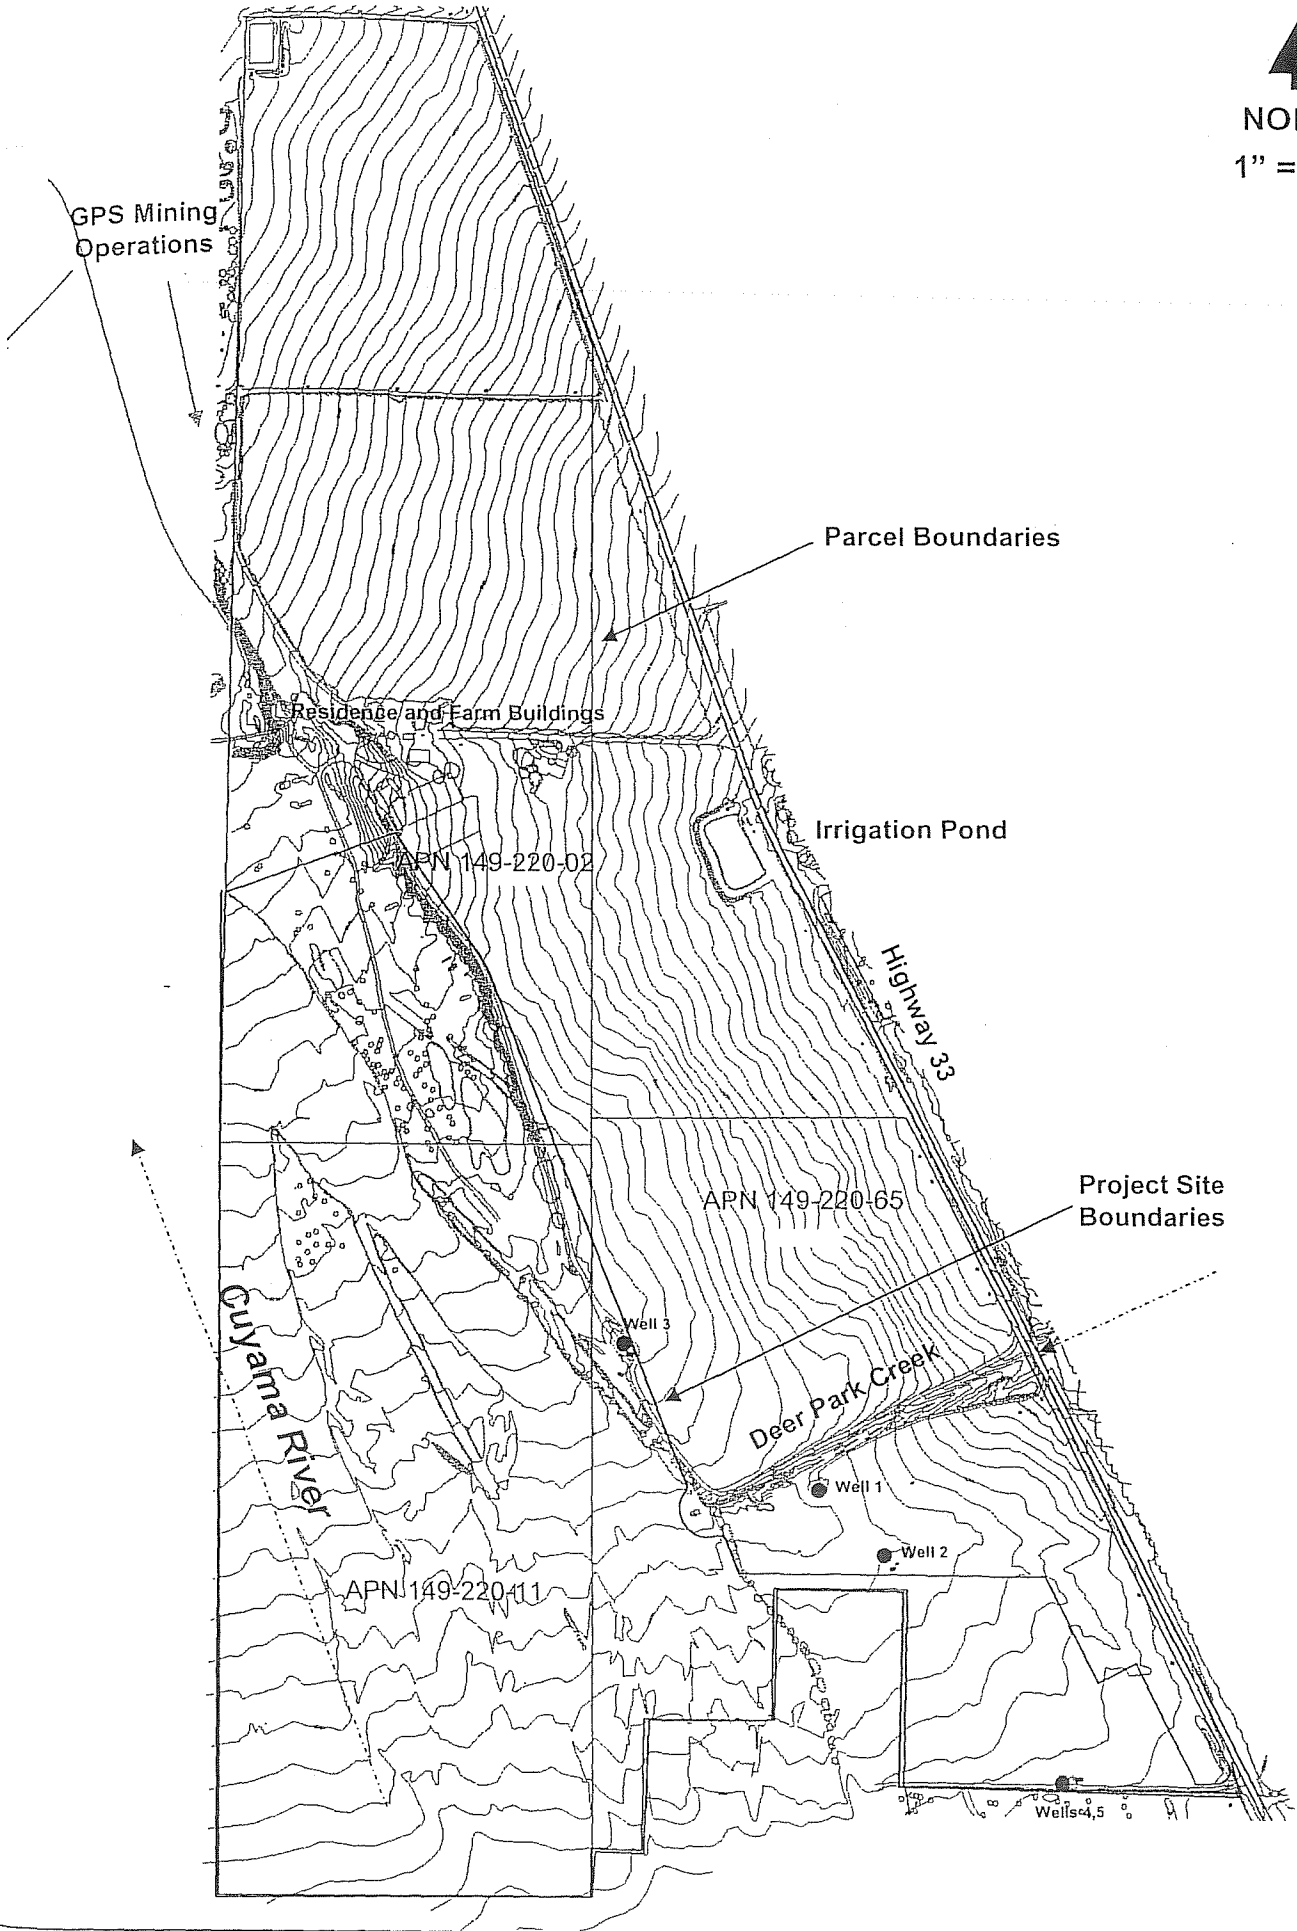 1" =
GPS Mining
Operations
Parcel Boundaries
Residence and Farm Buildings
Irrigation Pond
APN 149-220-02
Highway 33
Project Site
Boundaries
APN 149-220-65
Cuyama River
Well 3
Deer Park Creek
Well 1
Well 2
APN 149-220-11
Wells 4,5